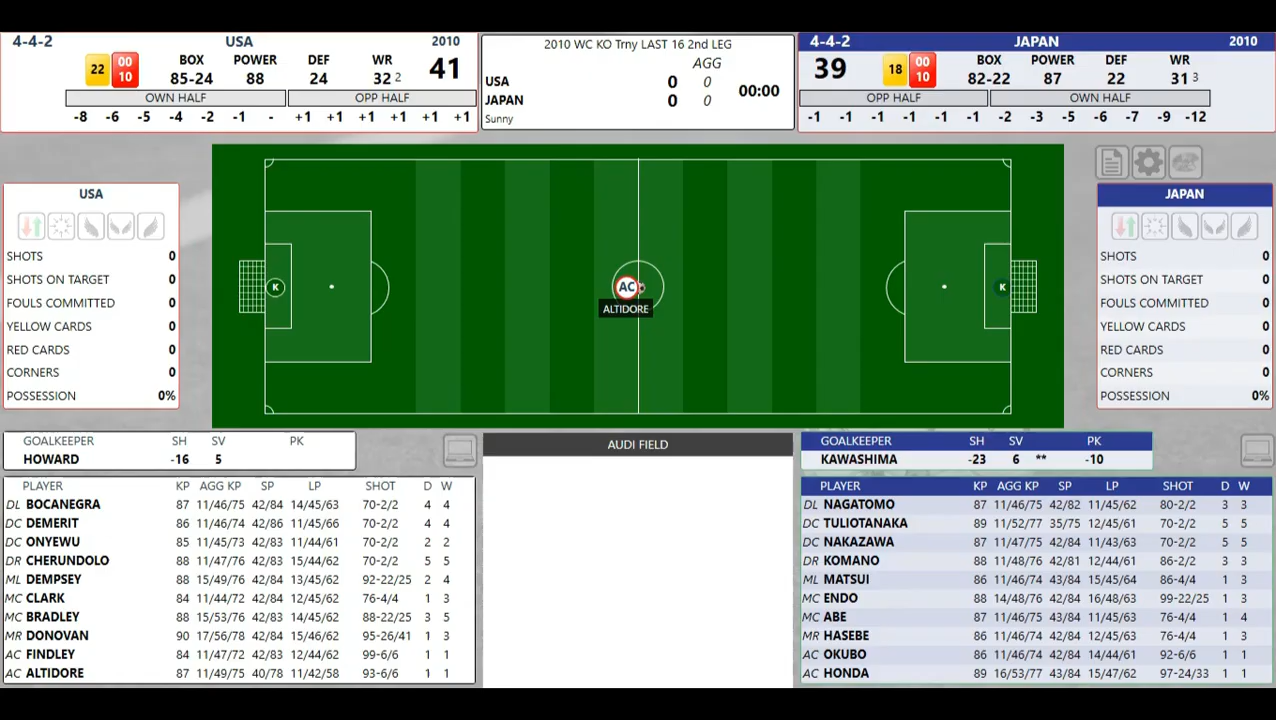 4-4-2 USA 2010
22 00 10 BOX POWER DEF WR 41
85-24 88 24 32 2
OWN HALF OPP HALF
-8 -6 -5 -4 -2 -1 - +1 +1 +1 +1 +1 +1
2010 WC KO Trny LAST 16 2nd LEG
AGG
USA 0 0
JAPAN 0 0
00:00
Sunny
4-4-2 JAPAN 2010
39 18 00 10 BOX POWER DEF WR
82-22 87 22 31 3
OPP HALF OWN HALF
-1 -1 -1 -1 -1 -1 -2 -3 -5 -6 -7 -9 -12
USA
SHOTS 0
SHOTS ON TARGET 0
FOULS COMMITTED 0
YELLOW CARDS 0
RED CARDS 0
CORNERS 0
POSSESSION 0%
K
AC
ALTIDORE
K
JAPAN
SHOTS 0
SHOTS ON TARGET 0
FOULS COMMITTED 0
YELLOW CARDS 0
RED CARDS 0
CORNERS 0
POSSESSION 0%
GOALKEEPER SH SV PK
HOWARD -16 5
PLAYER KP AGG KP SP LP SHOT D W
DL BOCANEGRA 87 11/46/75 42/84 14/45/63 70-2/2 4 4
DC DEMERIT 86 11/46/74 42/86 11/45/66 70-2/2 4 4
DC ONYEWU 85 11/45/73 42/83 11/44/61 70-2/2 2 2
DR CHERUNDOLO 88 11/47/76 42/83 15/44/62 70-2/2 5 5
ML DEMPSEY 88 15/49/76 42/84 13/45/62 92-22/25 2 4
MC CLARK 84 11/44/72 42/84 12/45/62 76-4/4 1 3
MC BRADLEY 88 15/53/76 42/84 14/45/62 88-22/25 3 5
MR DONOVAN 90 17/56/78 42/84 15/46/62 95-26/41 1 3
AC FINDLEY 84 11/47/72 42/83 12/44/62 99-6/6 1 1
AC ALTIDORE 87 11/49/75 40/78 11/42/58 93-6/6 1 1
AUDI FIELD
GOALKEEPER SH SV PK
KAWASHIMA -23 6 ** -10
PLAYER KP AGG KP SP LP SHOT D W
DL NAGATOMO 87 11/46/75 42/82 11/45/62 80-2/2 3 3
DC TULIOTANAKA 89 11/52/77 35/75 12/45/61 70-2/2 5 5
DC NAKAZAWA 87 11/47/75 42/84 11/43/63 70-2/2 5 5
DR KOMANO 88 11/48/76 42/81 12/44/61 86-2/2 3 3
ML MATSUI 86 11/46/74 43/84 15/45/64 86-4/4 1 3
MC ENDO 88 14/48/76 42/84 16/48/63 99-22/25 1 3
MC ABE 87 11/46/75 43/84 11/45/63 76-4/4 1 4
MR HASEBE 86 11/46/74 42/84 12/45/63 76-4/4 1 3
AC OKUBO 86 11/46/74 42/84 14/44/61 92-6/6 1 1
AC HONDA 89 16/53/77 43/84 15/47/62 97-24/33 1 1